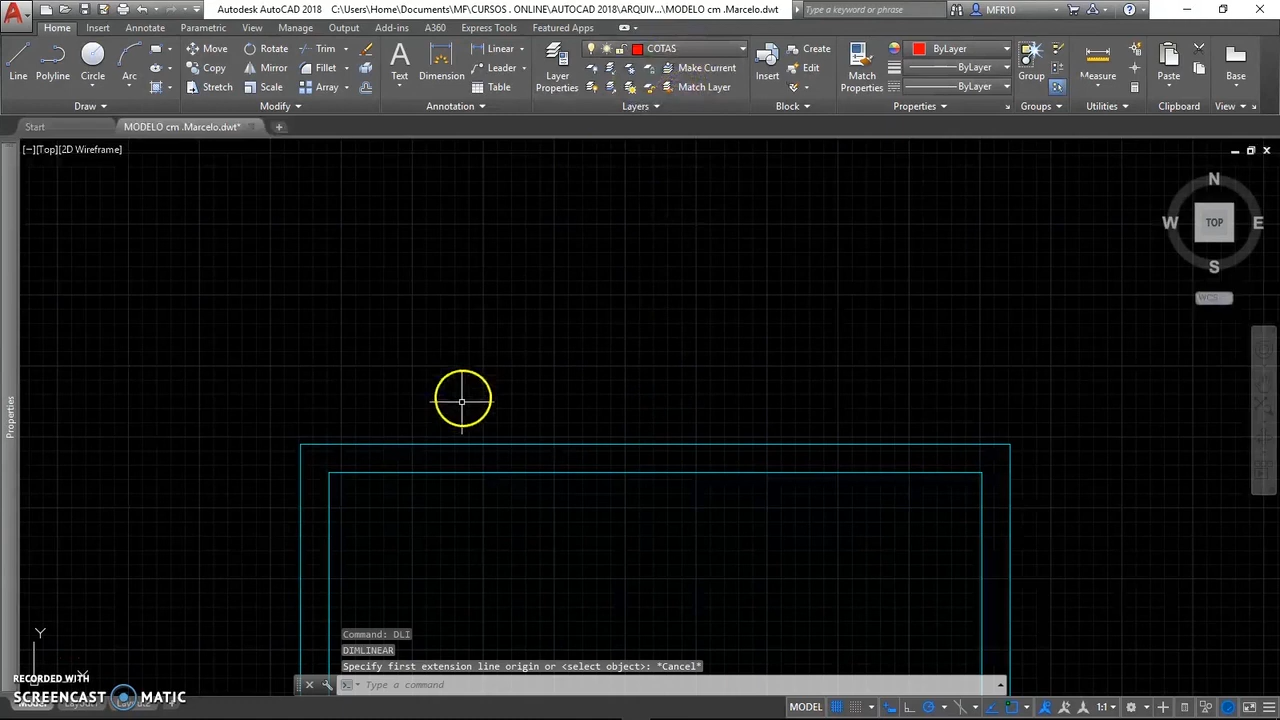 Autodesk AutoCAD 2018 C:\Users\Home\Documents\MF\CURSOS . ONLINE\AUTOCAD 2018\ARQUIV...\MODELO cm .Marcelo.dwt
Type a keyword or phrase
MFR10
Home Insert Annotate Parametric View Manage Output Add-ins A360 Express Tools Featured Apps
Line
Polyline
Circle
Arc
Draw
Move Rotate Trim
Copy Mirror Fillet
Stretch Scale Array
Modify
Text
Dimension
Linear
Leader
Table
Annotation
Layer Properties
COTAS
Make Current
Match Layer
Layers
Insert
Create
Edit
Block
Match Properties
ByLayer
ByLayer
ByLayer
Properties
Group
Groups
Measure
Utilities
Paste
Clipboard
Base
View
Start
MODELO cm .Marcelo.dwt*
[−][Top][2D Wireframe]
N
W TOP E
S
WCS
Properties
Y
Command: DLI
DIMLINEAR
Specify first extension line origin or <select object>: *Cancel*
Type a command
RECORDED WITH
SCREENCAST MATIC
MODEL
1:1